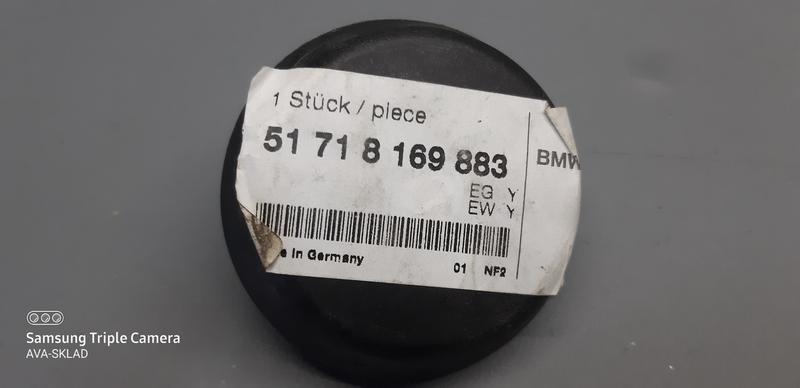 1 Stück / piece
51 71 8 169 883
BMW
EG Y
EW Y
e in Germany
01 NF2
Samsung Triple Camera
AVA-SKLAD